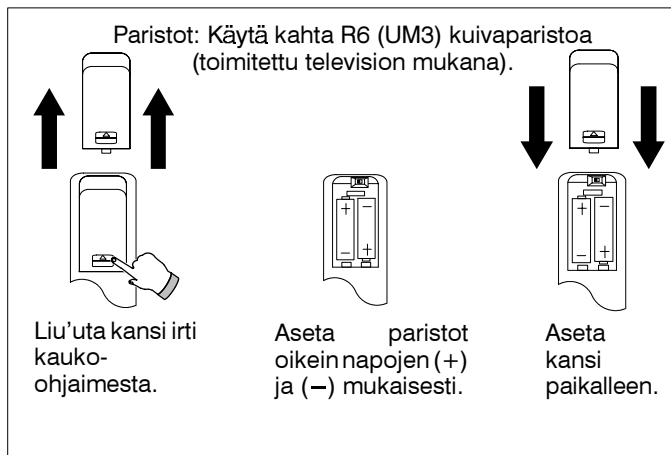 Paristot: Käytä kahta R6 (UM3) kuivaparistoa
(toimitettu television mukana).
Liu'uta kansi irti
kauko-
ohjaimesta.
Aseta paristot
oikein napojen (+)
ja (−) mukaisesti.
Aseta
kansi
paikalleen.